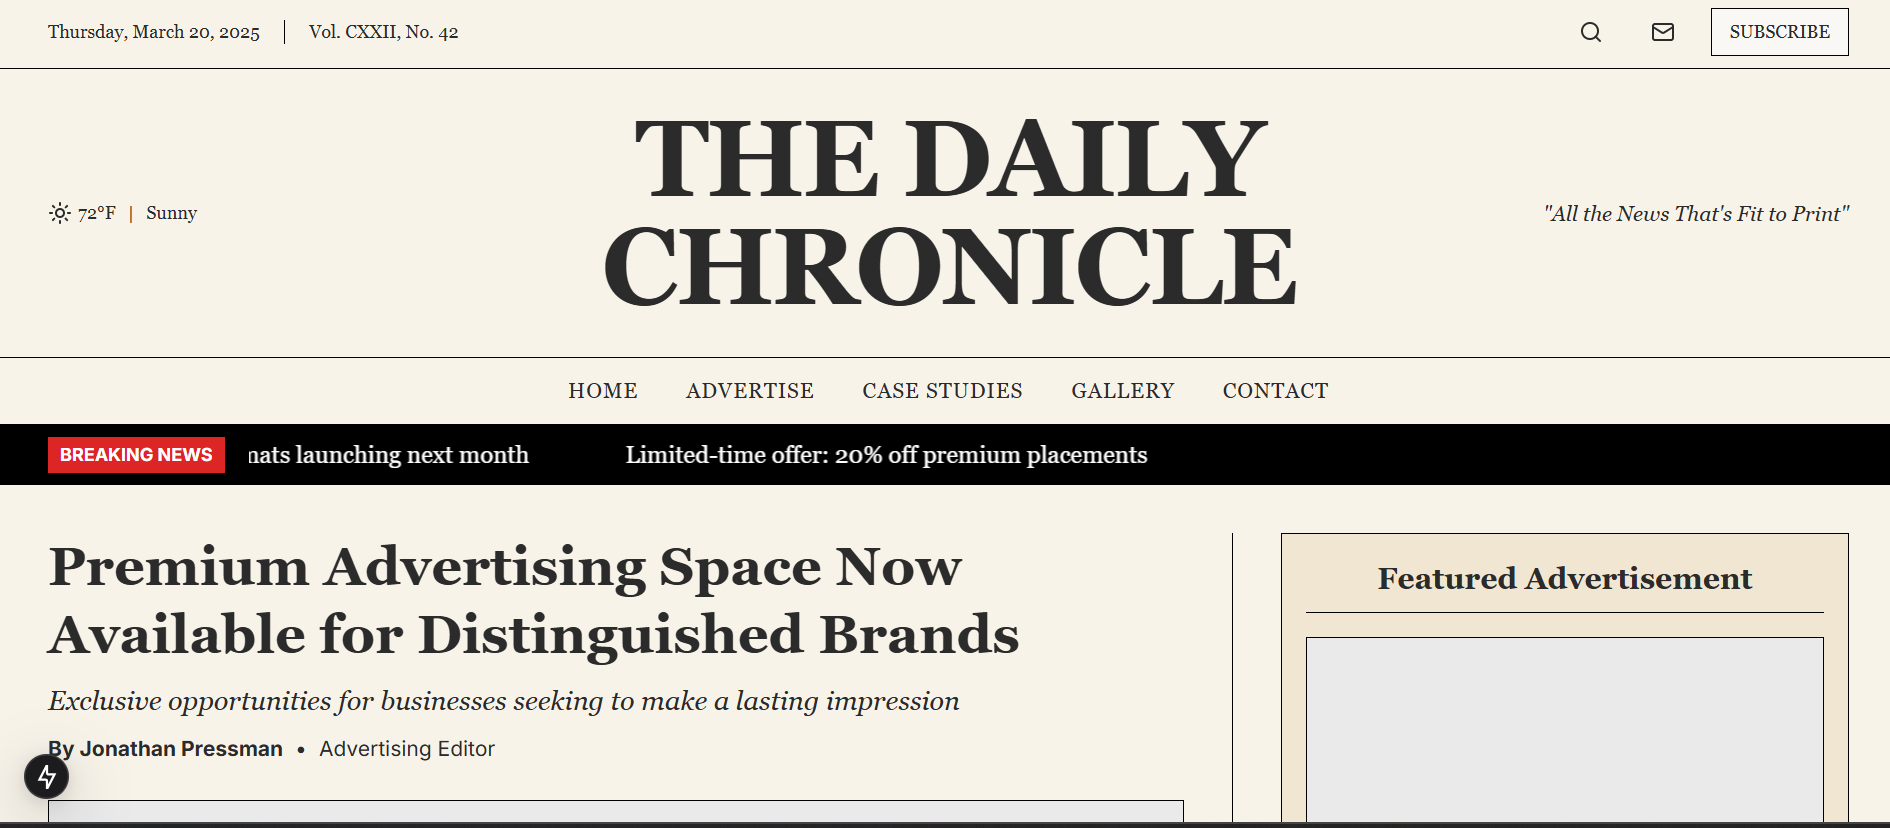 Thursday, March 20, 2025 | Vol. CXXII, No. 42
SUBSCRIBE
THE DAILY
CHRONICLE
72°F | Sunny
"All the News That's Fit to Print"
HOME ADVERTISE CASE STUDIES GALLERY CONTACT
BREAKING NEWS launching next month Limited-time offer: 20% off premium placements
Premium Advertising Space Now
Available for Distinguished Brands
Exclusive opportunities for businesses seeking to make a lasting impression
By Jonathan Pressman • Advertising Editor
Featured Advertisement